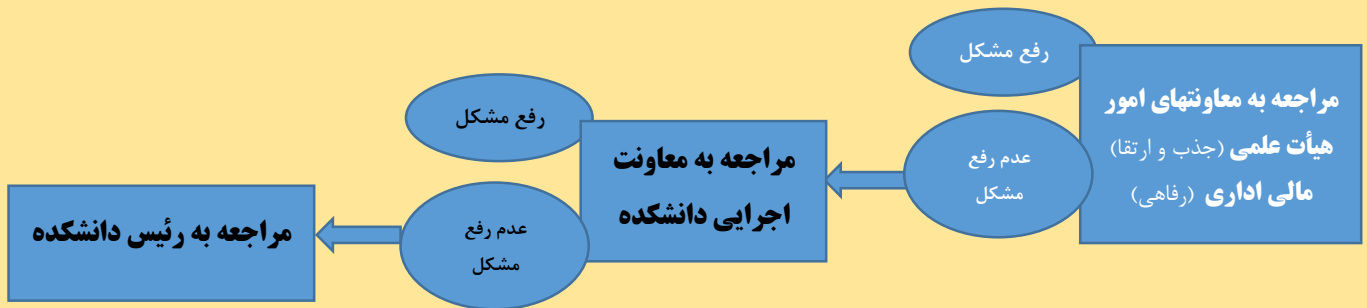 رفع مشکل
مراجعه به معاونتهای امور
هیأت علمی (جذب و ارتقا)
مالی اداری (رفاهی)
عدم رفع
مشکل
رفع مشکل
مراجعه به معاونت
اجرایی دانشکده
عدم رفع
مشکل
مراجعه به رئیس دانشکده